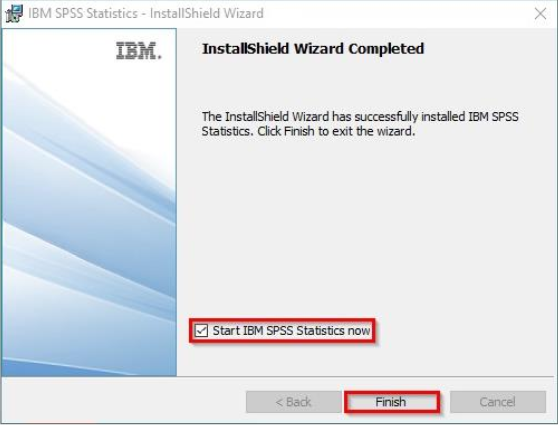 IBM SPSS Statistics - InstallShield Wizard
IBM.
InstallShield Wizard Completed
The InstallShield Wizard has successfully installed IBM SPSS
Statistics. Click Finish to exit the wizard.
Start IBM SPSS Statistics now
< Back Finish Cancel